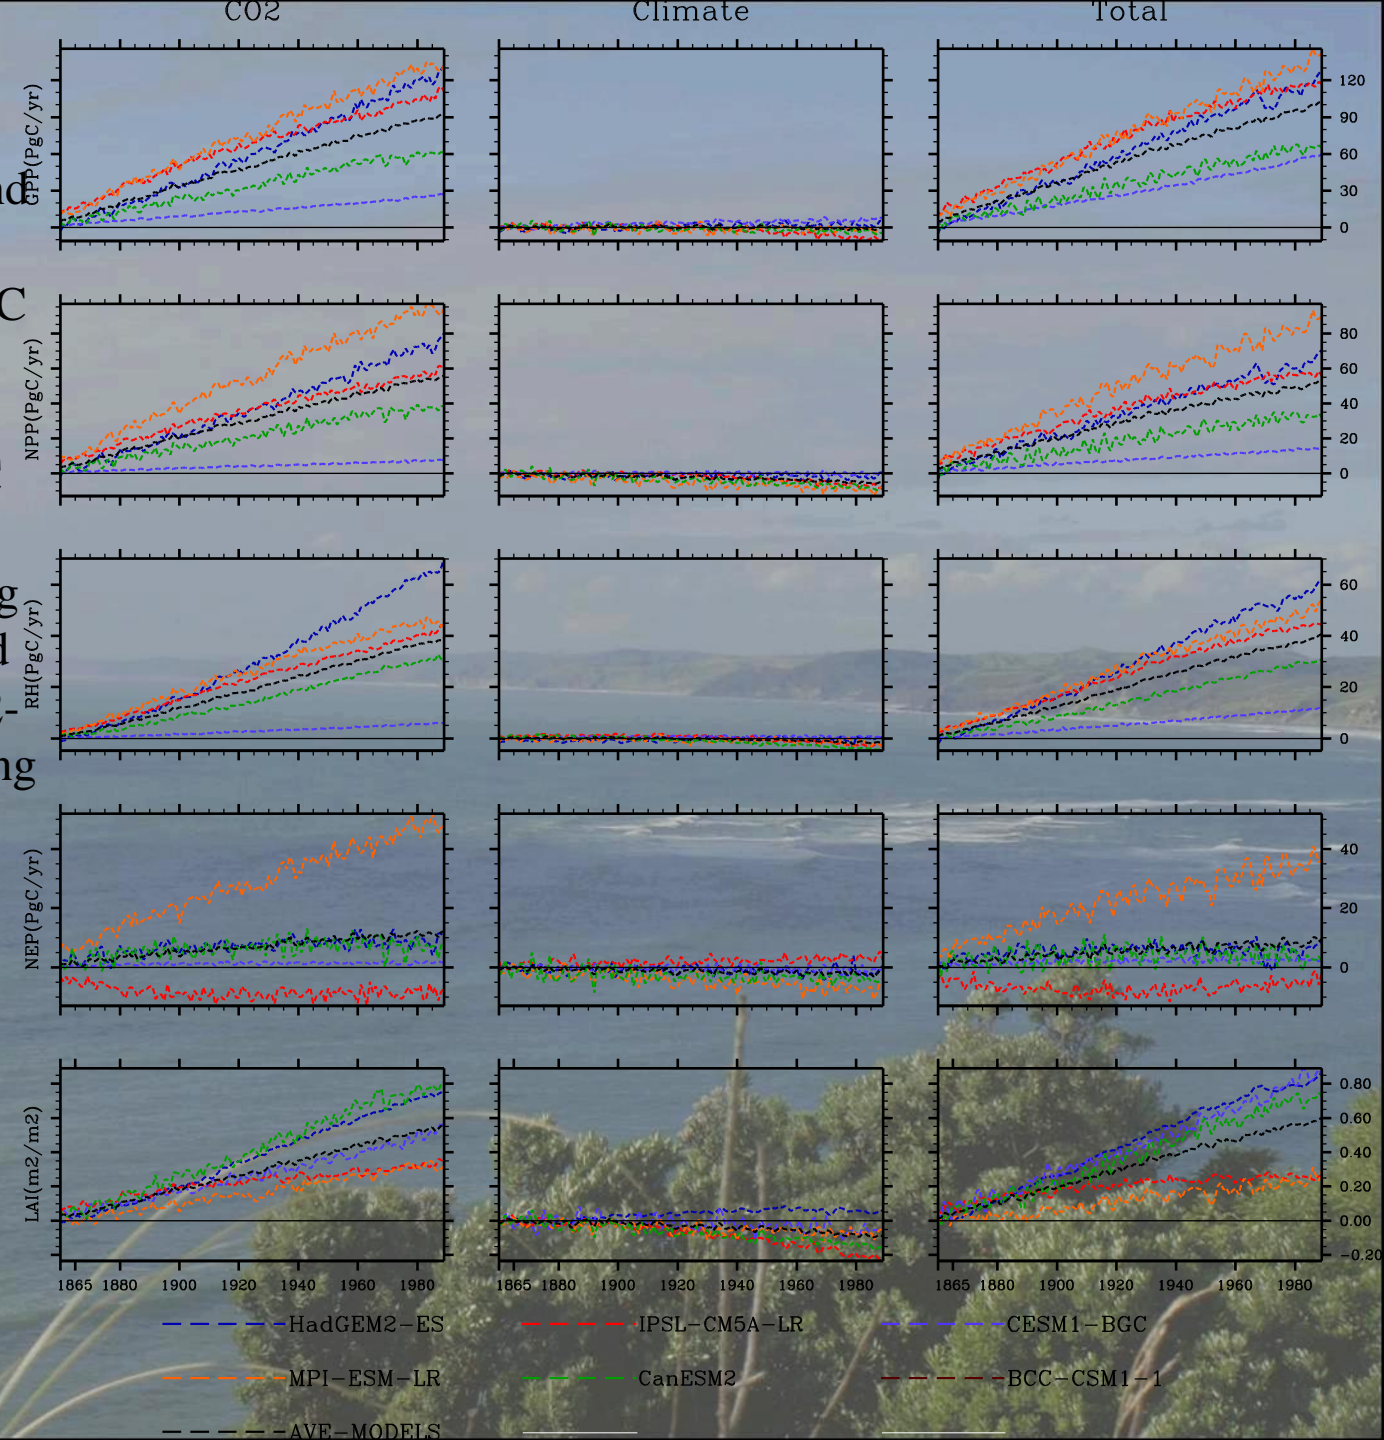 CO2 Climate Total
GPP(PgC/yr)
120
90
60
30
0
nd
C
NPP(PgC/yr)
80
60
40
20
0
g
d
RH(PgC/yr)
60
40
20
0
ng
NEP(PgC/yr)
40
20
0
LAI(m2/m2)
0.80
0.60
0.40
0.20
0.00
-0.20
1865 1880 1900 1920 1940 1960 1980 1865 1880 1900 1920 1940 1960 1980 1865 1880 1900 1920 1940 1960 1980
HadGEM2-ES IPSL-CM5A-LR CESM1-BGC
MPI-ESM-LR CanESM2 BCC-CSM1-1
AVE-MODELS